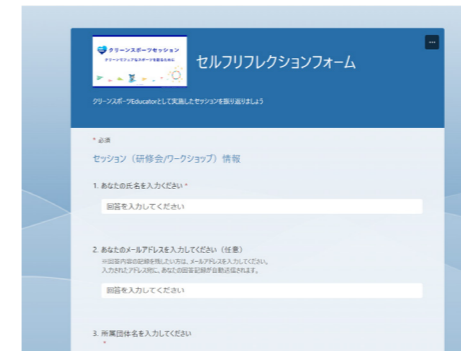 クリーンスポーツセッション
セルフリフレクションフォーム
クリーンスポーツEducatorとして実施したセッションを振り返りましょう
* 必須
セッション（研修会/ワークショップ）情報
1. あなたの氏名を入力ください *
回答を入力してください
2. あなたのメールアドレスを入力してください（任意）
※回答内容の記録を残したい方は、メールアドレスを入力してください。
入力されたアドレス宛に、あなたの回答記録が自動送信されます。
回答を入力してください
3. 所属団体名を入力してください
*